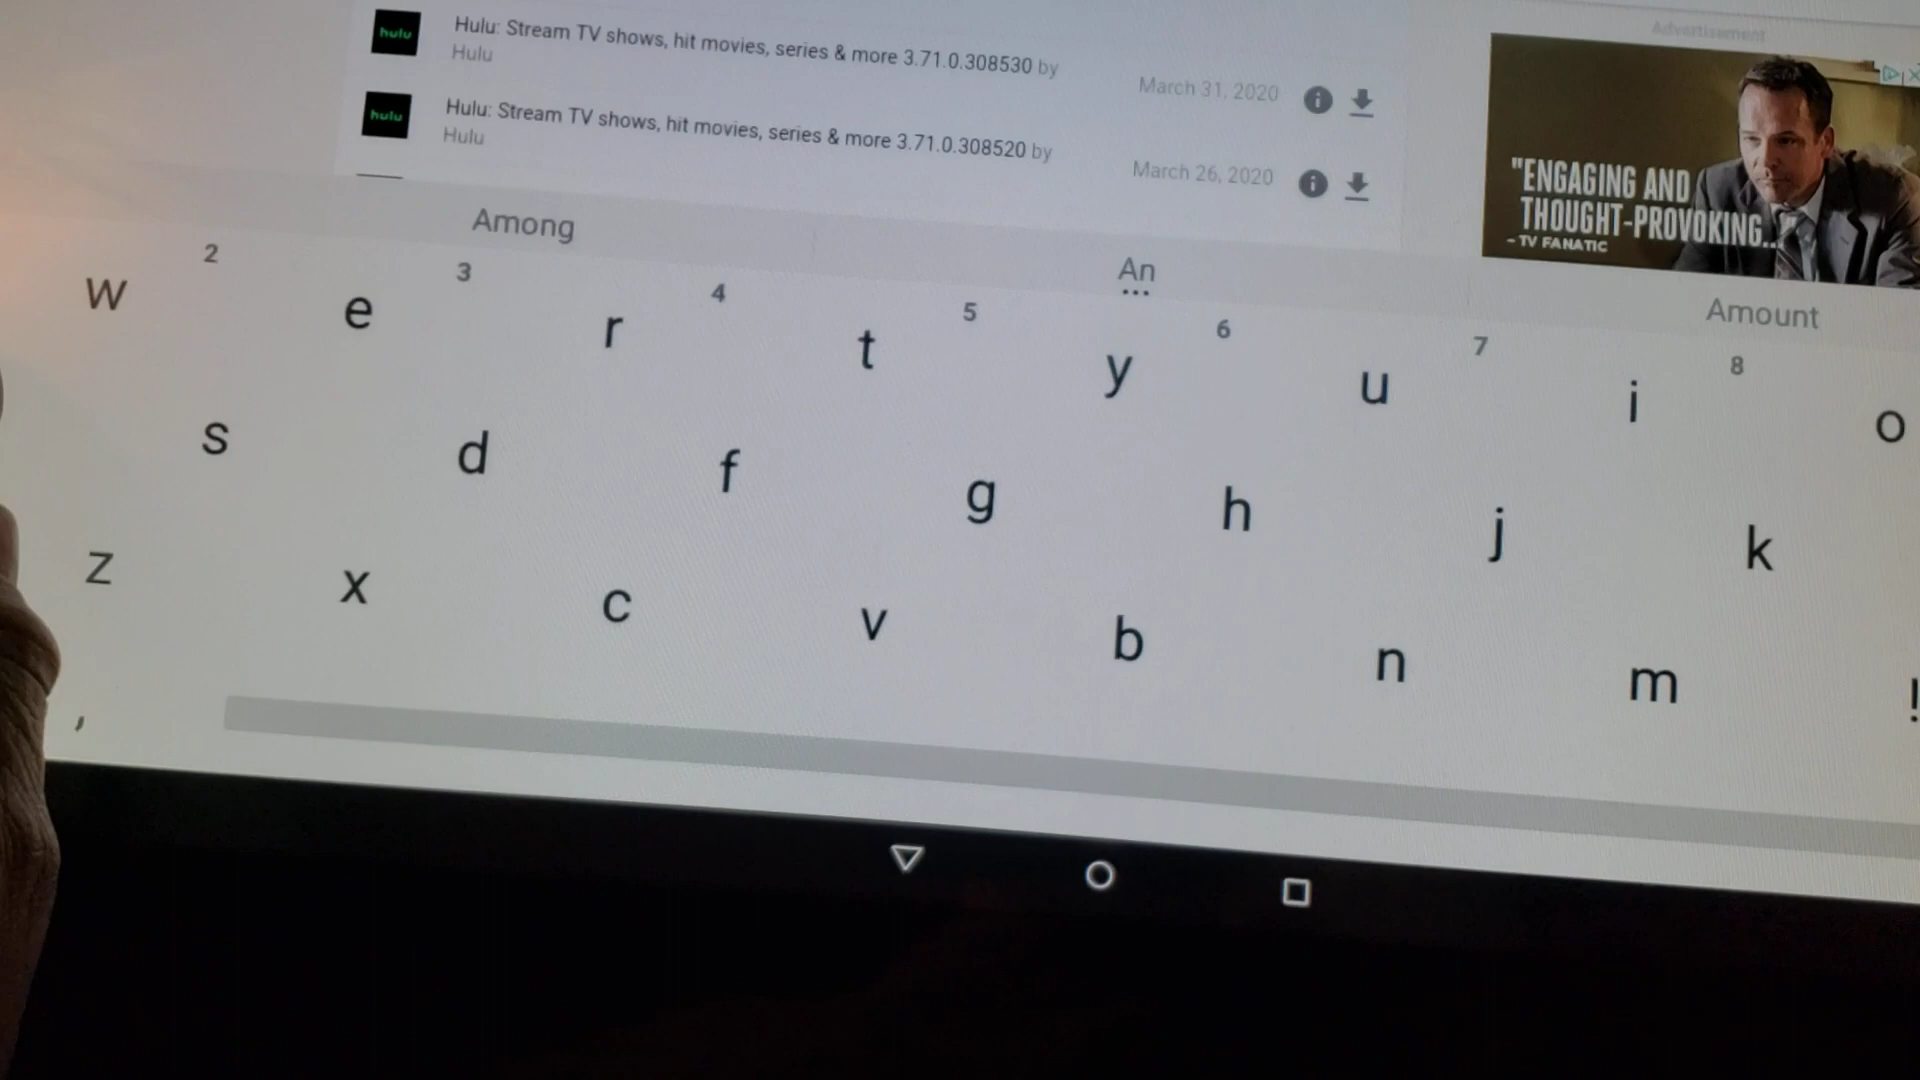 Advertisement
hulu
Hulu: Stream TV shows, hit movies, series & more 3.71.0.308530 by
Hulu
March 31, 2020
hulu
Hulu: Stream TV shows, hit movies, series & more 3.71.0.308520 by
Hulu
March 26, 2020
"ENGAGING AND
THOUGHT-PROVOKING...
- TV FANATIC
Among An Amount
2 3 4 5 6 7 8
w e r t y u i o
s d f g h j k
z x c v b n m !
,